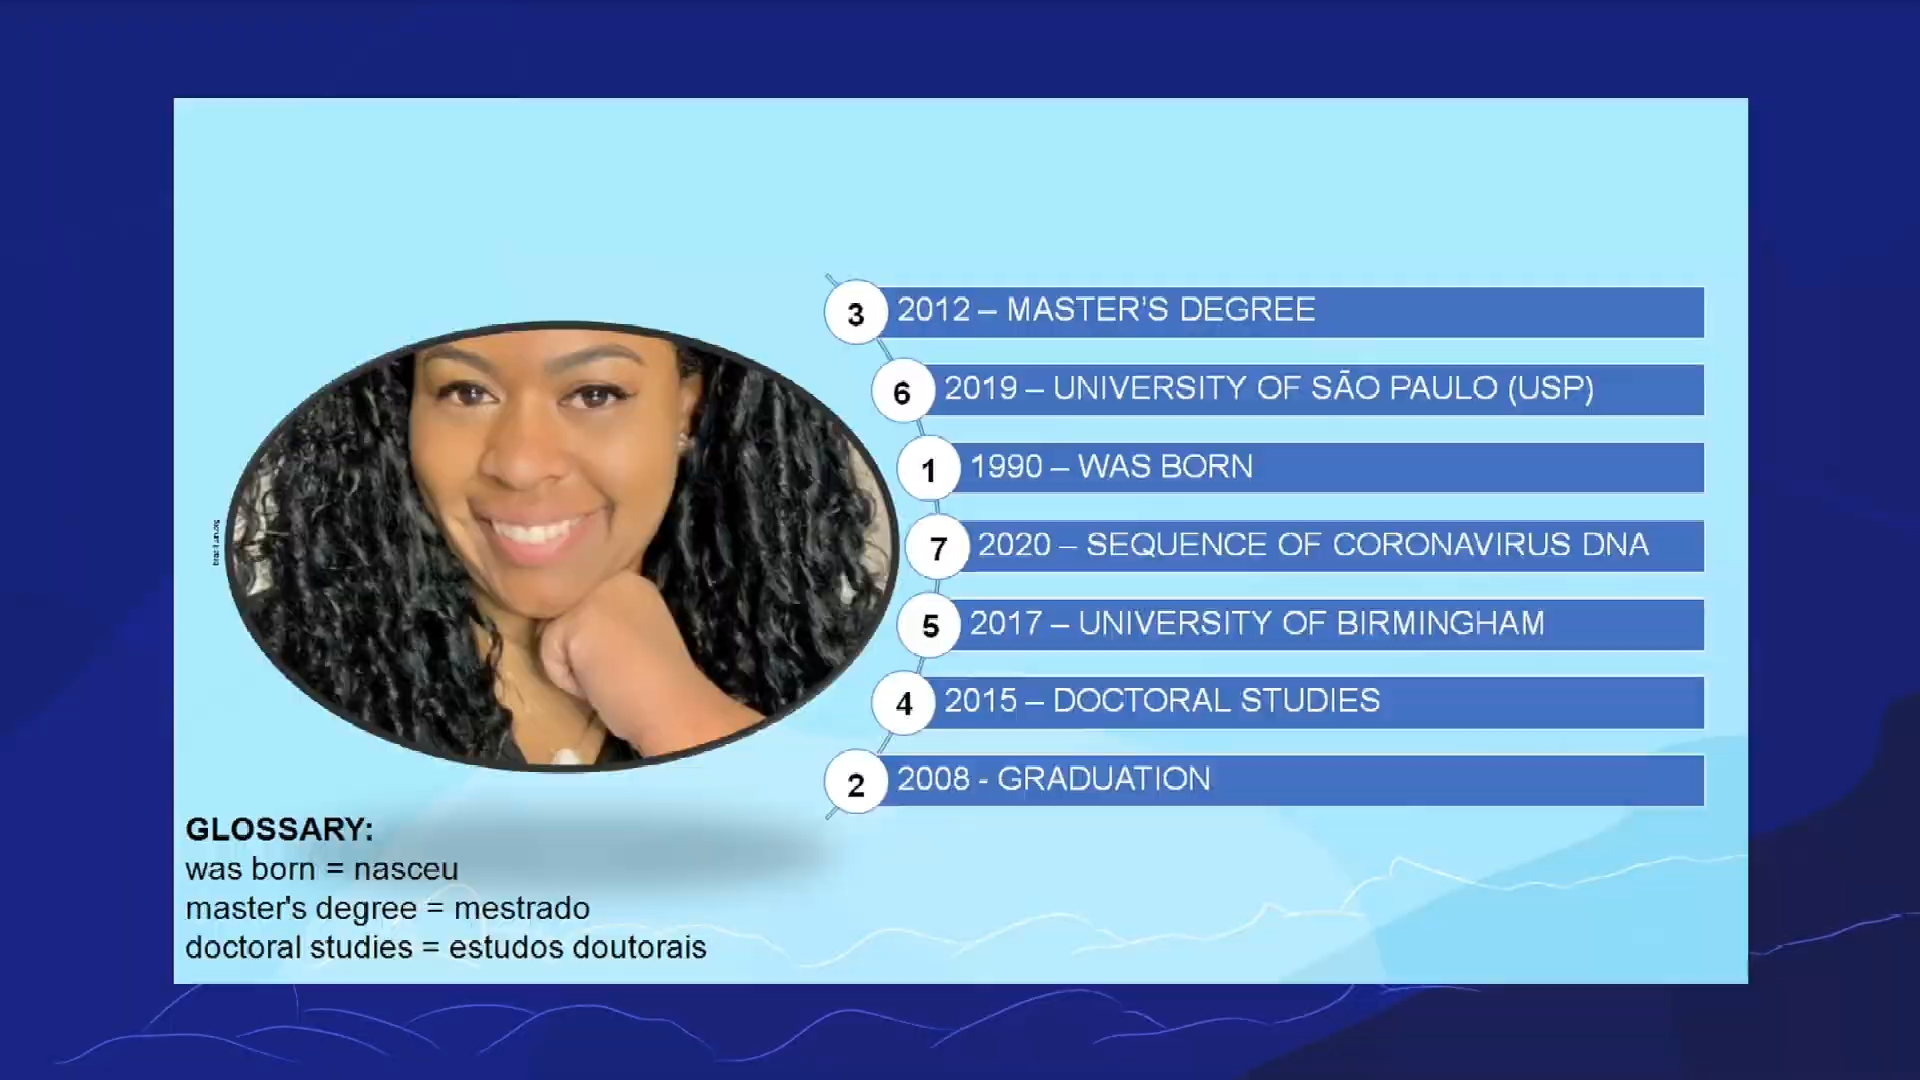 3 2012 – MASTER'S DEGREE
6 2019 – UNIVERSITY OF SÃO PAULO (USP)
1 1990 – WAS BORN
7 2020 – SEQUENCE OF CORONAVIRUS DNA
5 2017 – UNIVERSITY OF BIRMINGHAM
4 2015 – DOCTORAL STUDIES
2 2008 - GRADUATION
GLOSSARY:
was born = nasceu
master's degree = mestrado
doctoral studies = estudos doutorais